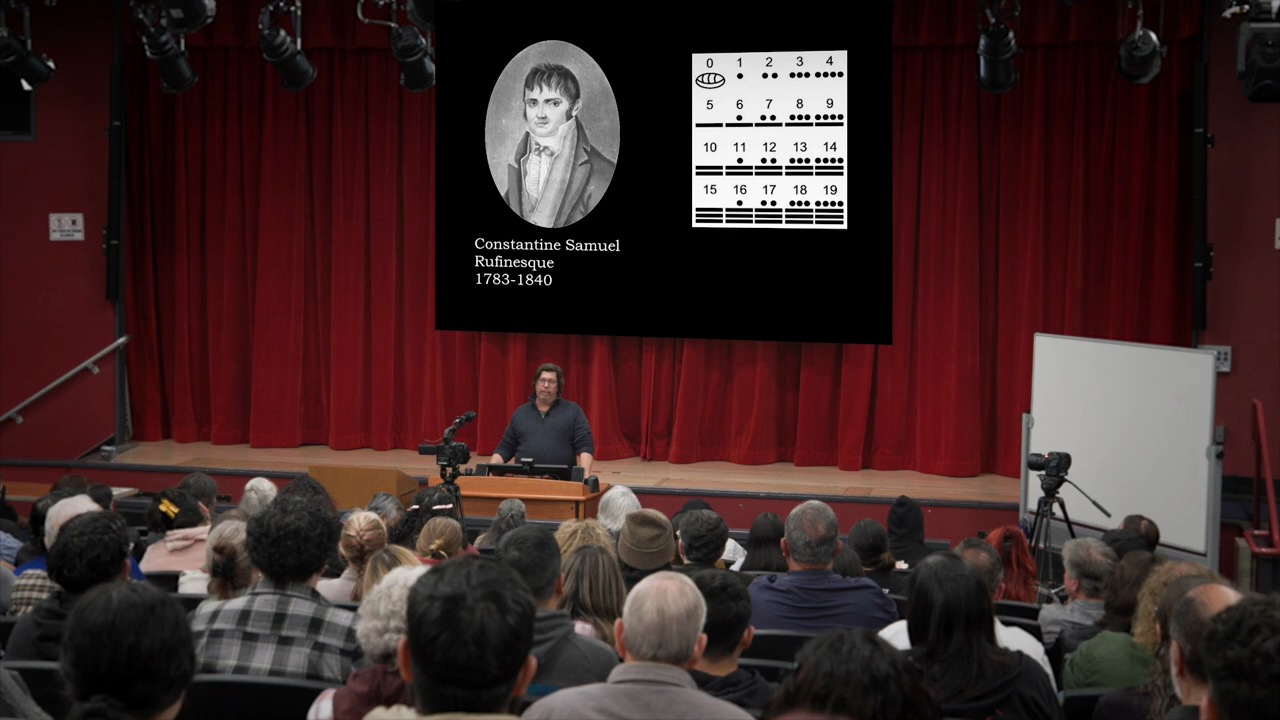 Constantine Samuel
Rufinesque
1783-1840
0 1 2 3 4
5 6 7 8 9
10 11 12 13 14
15 16 17 18 19